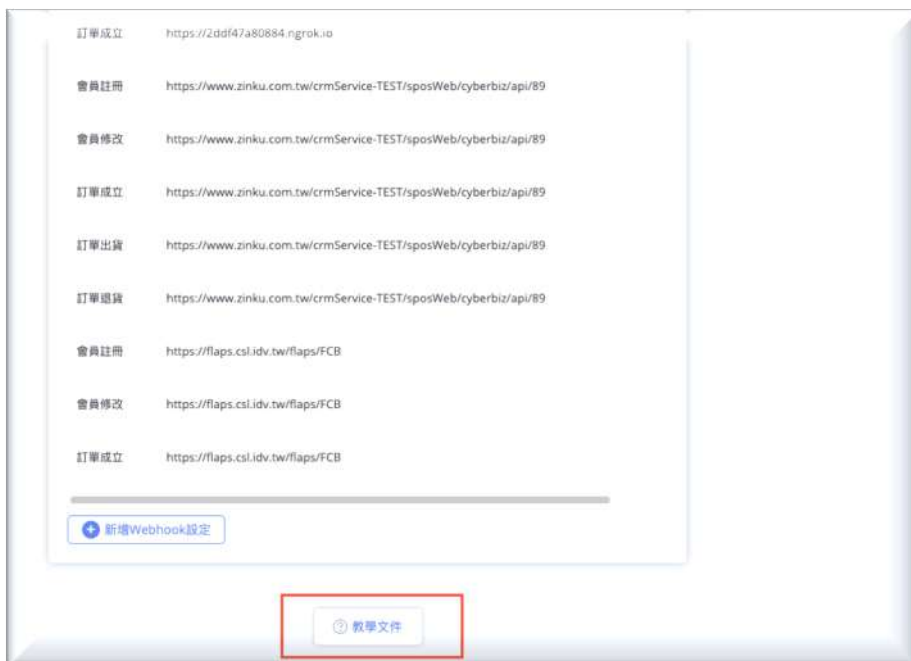 訂單成立 https://2ddf47a80884.ngrok.io
會員註冊 https://www.zinku.com.tw/crmService-TEST/sposWeb/cyberbiz/api/89
會員修改 https://www.zinku.com.tw/crmService-TEST/sposWeb/cyberbiz/api/89
訂單成立 https://www.zinku.com.tw/crmService-TEST/sposWeb/cyberbiz/api/89
訂單出貨 https://www.zinku.com.tw/crmService-TEST/sposWeb/cyberbiz/api/89
訂單退貨 https://www.zinku.com.tw/crmService-TEST/sposWeb/cyberbiz/api/89
會員註冊 https://flaps.csl.idv.tw/flaps/FCB
會員修改 https://flaps.csl.idv.tw/flaps/FCB
訂單成立 https://flaps.csl.idv.tw/flaps/FCB
新增Webhook設定
教學文件